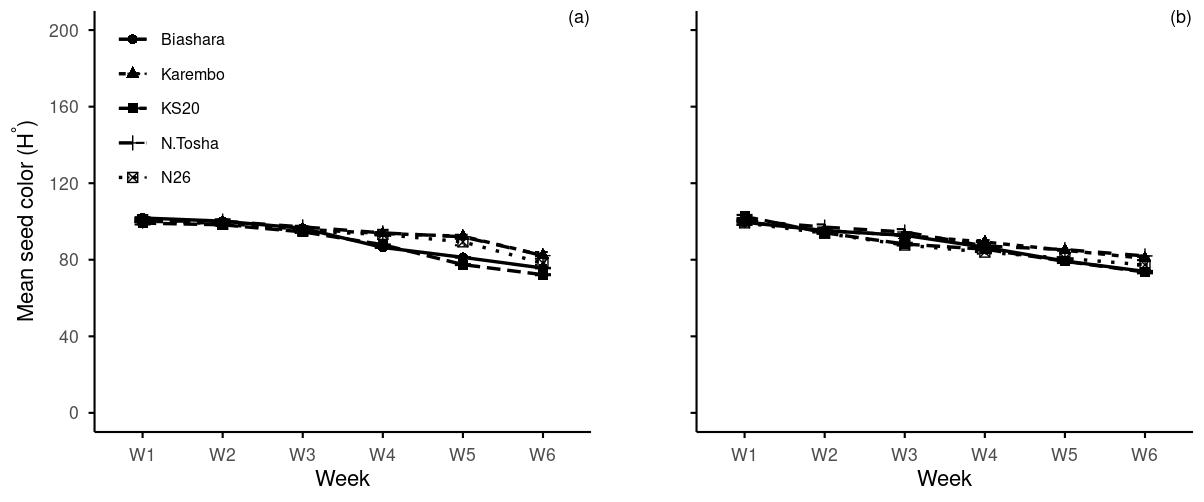 (a)
(b)
200
160
120
80
40
0
Mean seed color (H°)
Biashara
Karembo
KS20
N.Tosha
N26
W1 W2 W3 W4 W5 W6
Week
W1 W2 W3 W4 W5 W6
Week